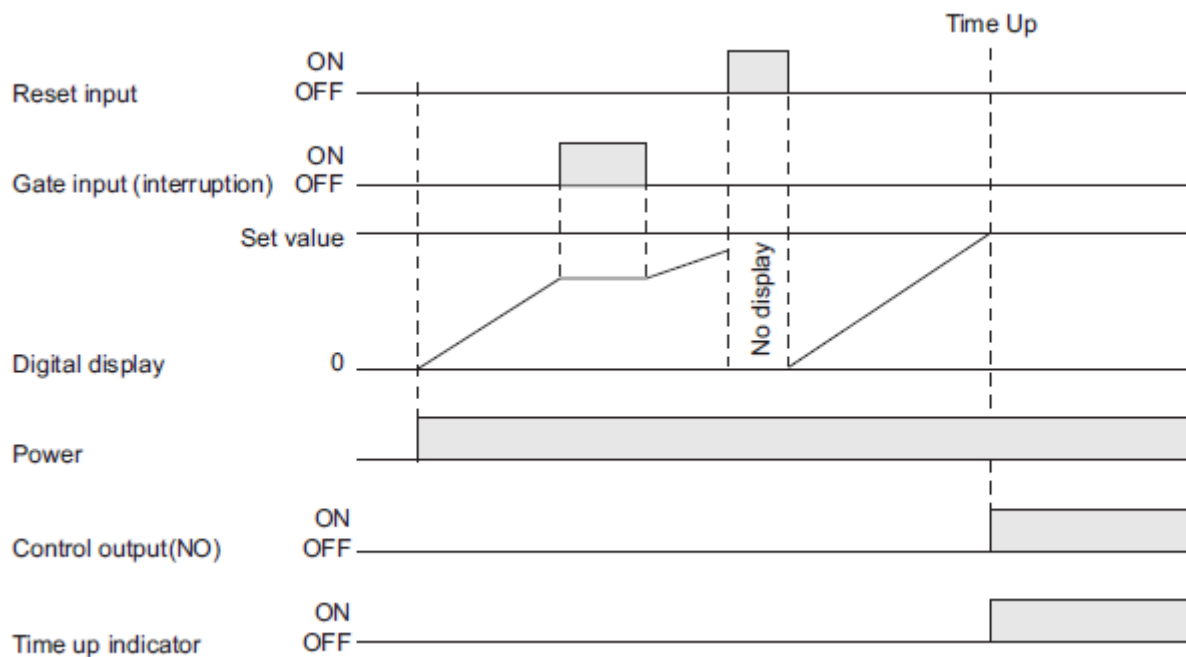 Time Up
ON
Reset input OFF
ON
Gate input (interruption) OFF
Set value
No display
Digital display 0
Power
ON
Control output(NO) OFF
ON
Time up indicator OFF